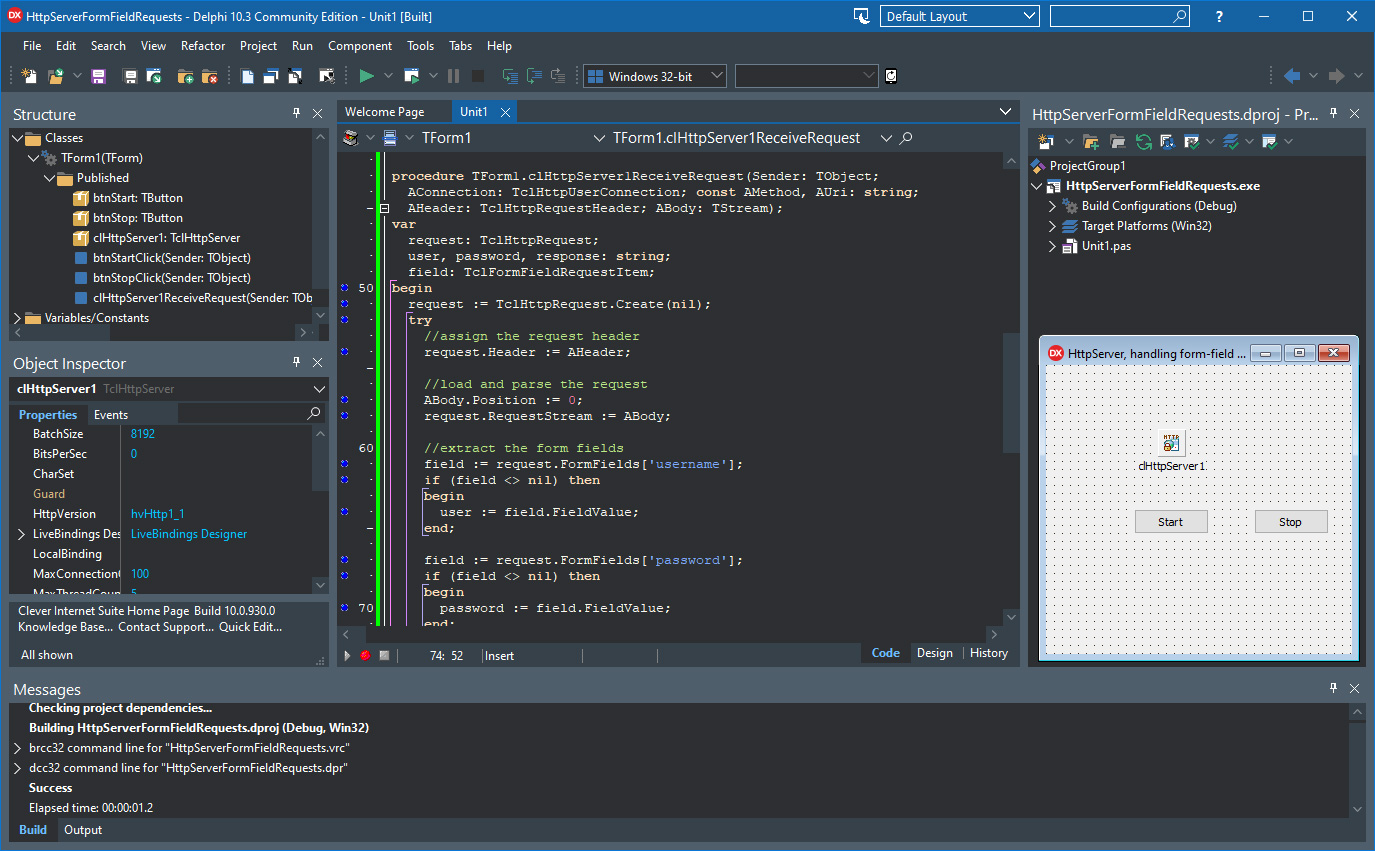 HttpServerFormFieldRequests - Delphi 10.3 Community Edition - Unit1 [Built]
Default Layout
?
File Edit Search View Refactor Project Run Component Tools Tabs Help
Windows 32-bit
Structure
Classes
TForm1(TForm)
Published
btnStart: TButton
btnStop: TButton
clHttpServer1: TclHttpServer
btnStartClick(Sender: TObject)
btnStopClick(Sender: TObject)
clHttpServer1ReceiveRequest(Sender: TOb
Variables/Constants
Object Inspector
clHttpServer1 TclHttpServer
Properties Events
BatchSize 8192
BitsPerSec 0
CharSet
Guard
HttpVersion hvHttp1_1
LiveBindings Des LiveBindings Designer
LocalBinding
MaxConnection 100
MaxThreadCoun 5
Clever Internet Suite Home Page Build 10.0.930.0
Knowledge Base... Contact Support... Quick Edit...
All shown
Welcome Page Unit1
TForm1 TForm1.clHttpServer1ReceiveRequest
procedure TForm1.clHttpServer1ReceiveRequest(Sender: TObject;
AConnection: TclHttpUserConnection; const AMethod, AUri: string;
AHeader: TclHttpRequestHeader; ABody: TStream);
var
request: TclHttpRequest;
user, password, response: string;
field: TclFormFieldRequestItem;
50 begin
request := TclHttpRequest.Create(nil);
try
//assign the request header
request.Header := AHeader;
//load and parse the request
ABody.Position := 0;
request.RequestStream := ABody;
60 //extract the form fields
field := request.FormFields['username'];
if (field <> nil) then
begin
user := field.FieldValue;
end;
field := request.FormFields['password'];
if (field <> nil) then
begin
70 password := field.FieldValue;
end;
74: 52 Insert
Code Design History
HttpServerFormFieldRequests.dproj - Pr...
ProjectGroup1
HttpServerFormFieldRequests.exe
Build Configurations (Debug)
Target Platforms (Win32)
Unit1.pas
HttpServer, handling form-field ...
HTTP
clHttpServer1
Start Stop
Messages
Checking project dependencies...
Building HttpServerFormFieldRequests.dproj (Debug, Win32)
brcc32 command line for "HttpServerFormFieldRequests.vrc"
dcc32 command line for "HttpServerFormFieldRequests.dpr"
Success
Elapsed time: 00:00:01.2
Build Output